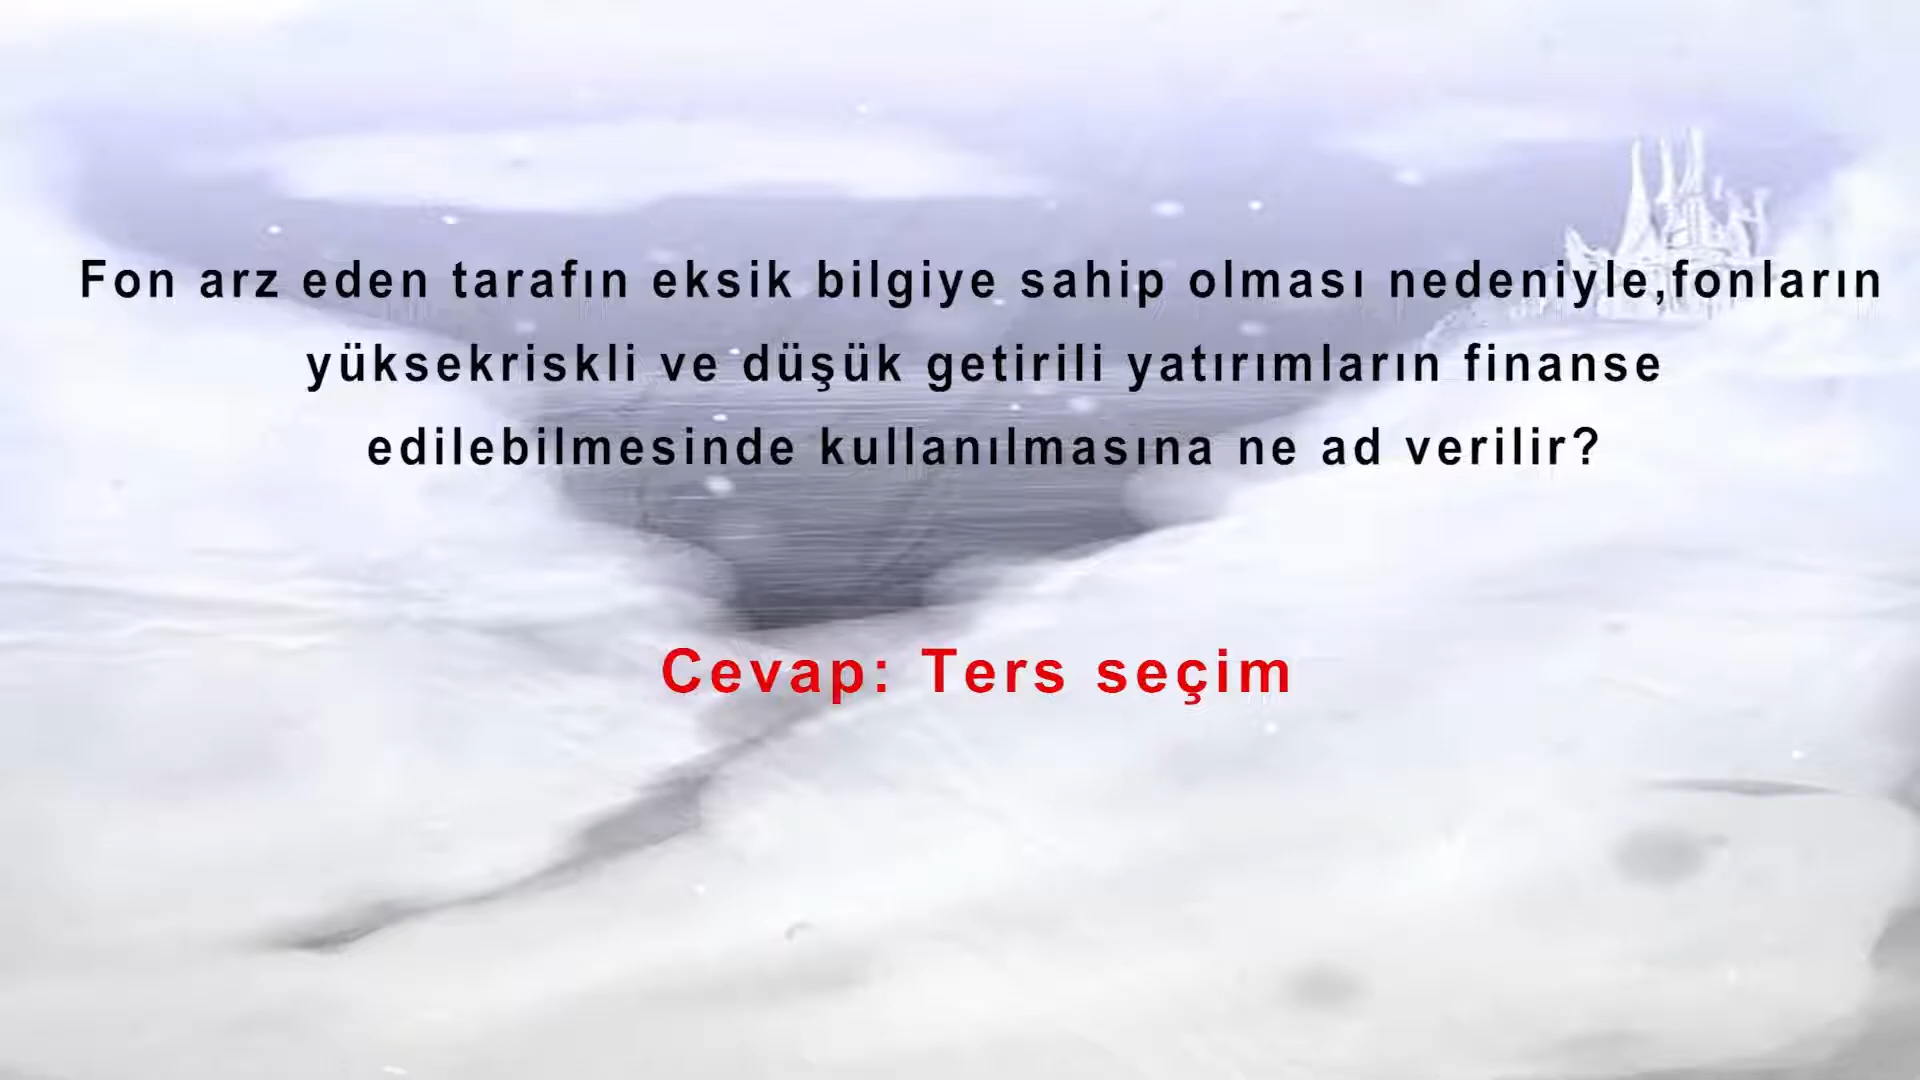 Fon arz eden tarafın eksik bilgiye sahip olması nedeniyle,fonların
yüksekriskli ve düşük getirili yatırımların finanse
edilebilmesinde kullanılmasına ne ad verilir?
Cevap: Ters seçim